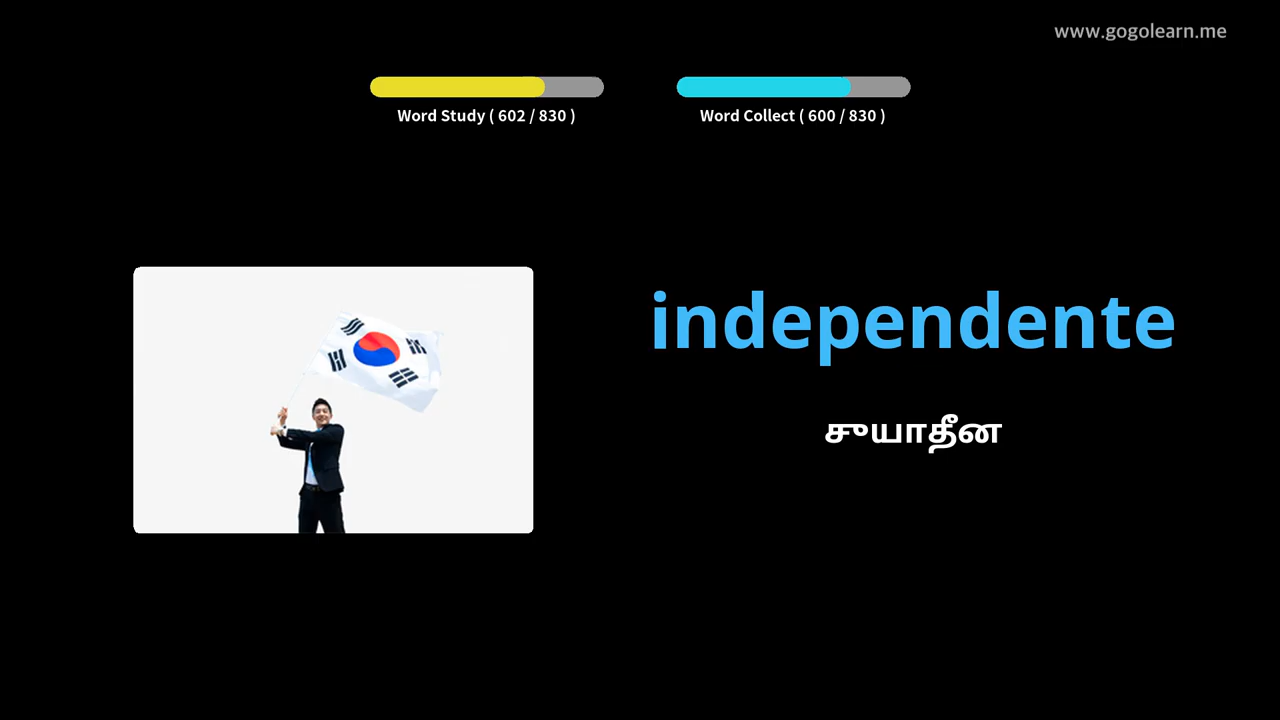 www.gogolearn.me
Word Study ( 602 / 830 )
Word Collect ( 600 / 830 )
independente
சுயாதீன